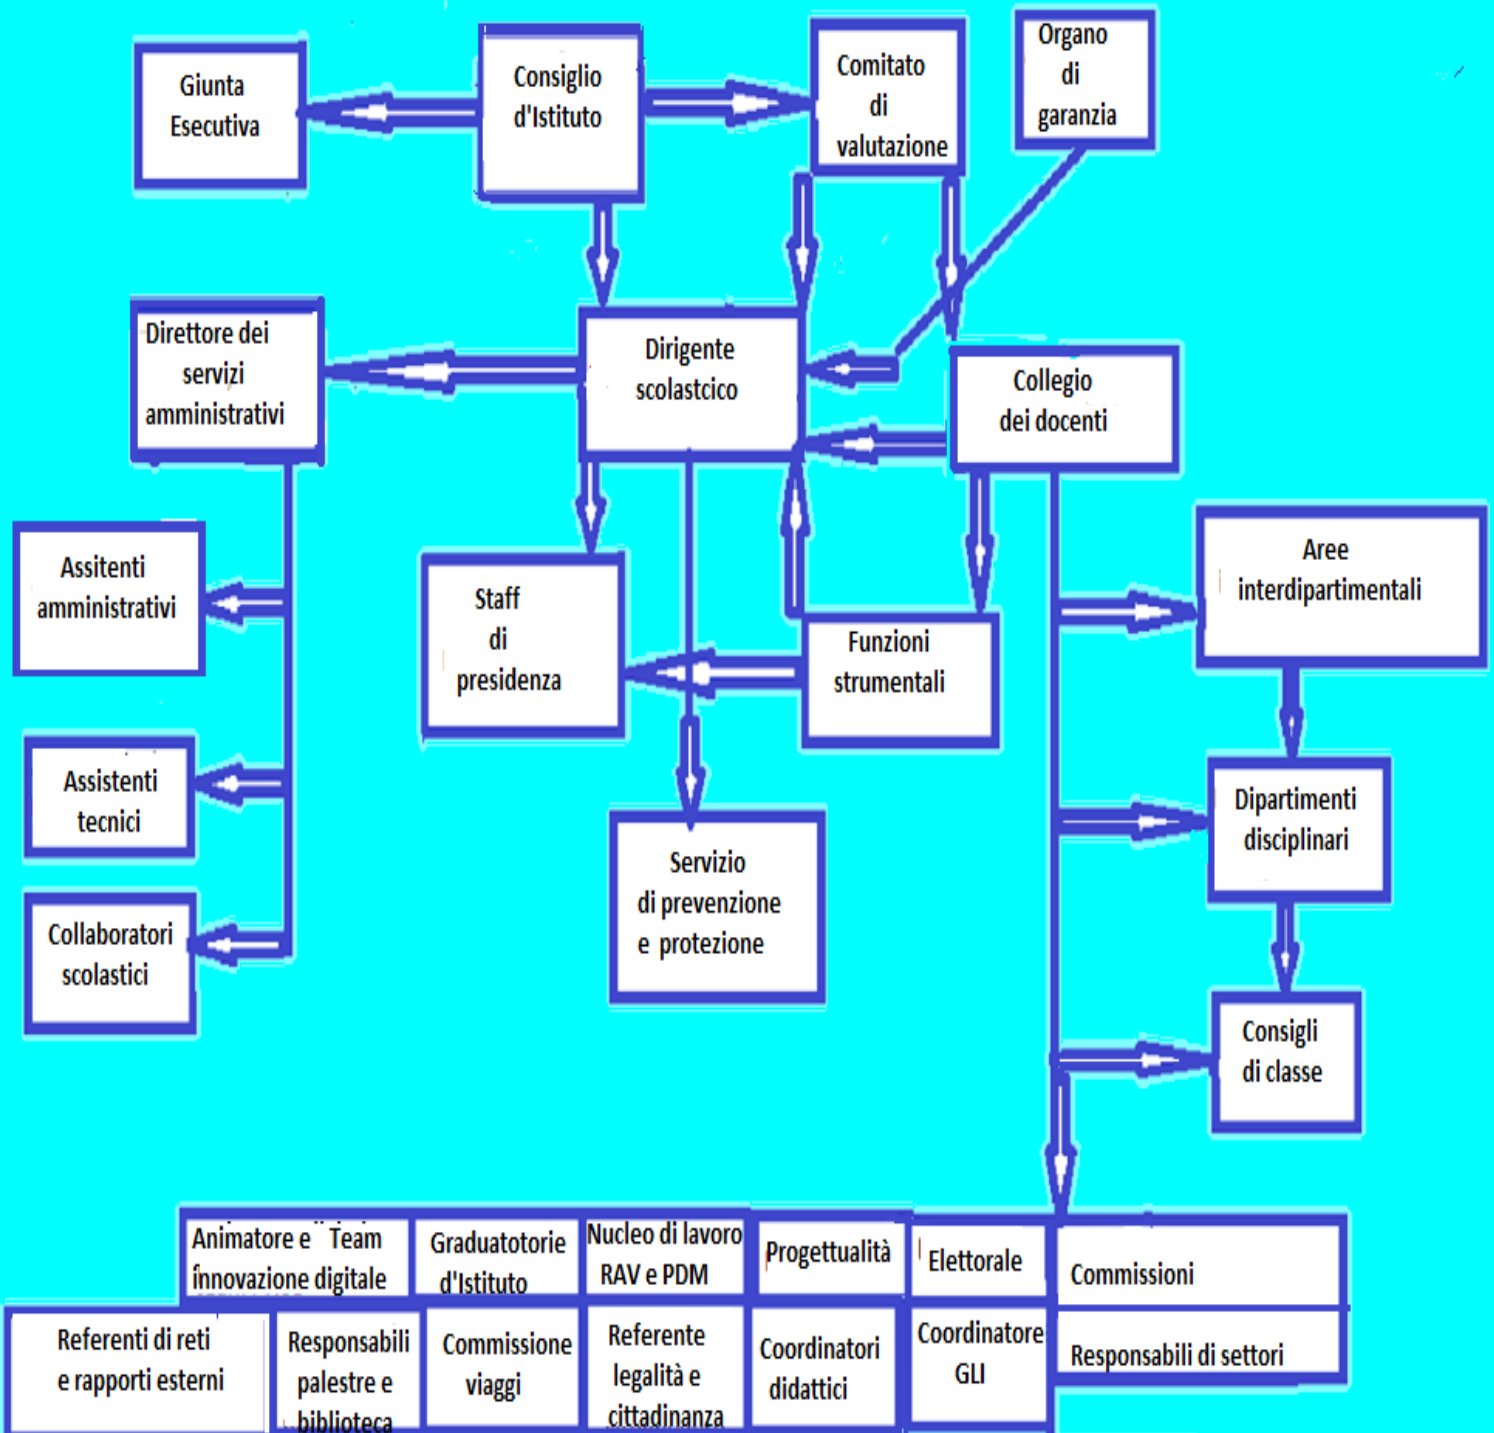 Giunta
Esecutiva
Consiglio
d'Istituto
Comitato
di
valutazione
Organo
di
garanzia
Direttore dei
servizi
amministrativi
Dirigente
scolastcico
Collegio
dei docenti
Assitenti
amministrativi
Staff
di
presidenza
Funzioni
strumentali
Aree
interdipartimentali
Assistenti
tecnici
Servizio
di prevenzione
e protezione
Dipartimenti
disciplinari
Collaboratori
scolastici
Consigli
di classe
Animatore e Team
innovazione digitale
Graduatotorie
d'Istituto
Nucleo di lavoro
RAV e PDM
Progettualità
Elettorale
Commissioni
Referenti di reti
e rapporti esterni
Responsabili
palestre e
biblioteca
Commissione
viaggi
Referente
legalità e
cittadinanza
Coordinatori
didattici
Coordinatore
GLI
Responsabili di settori